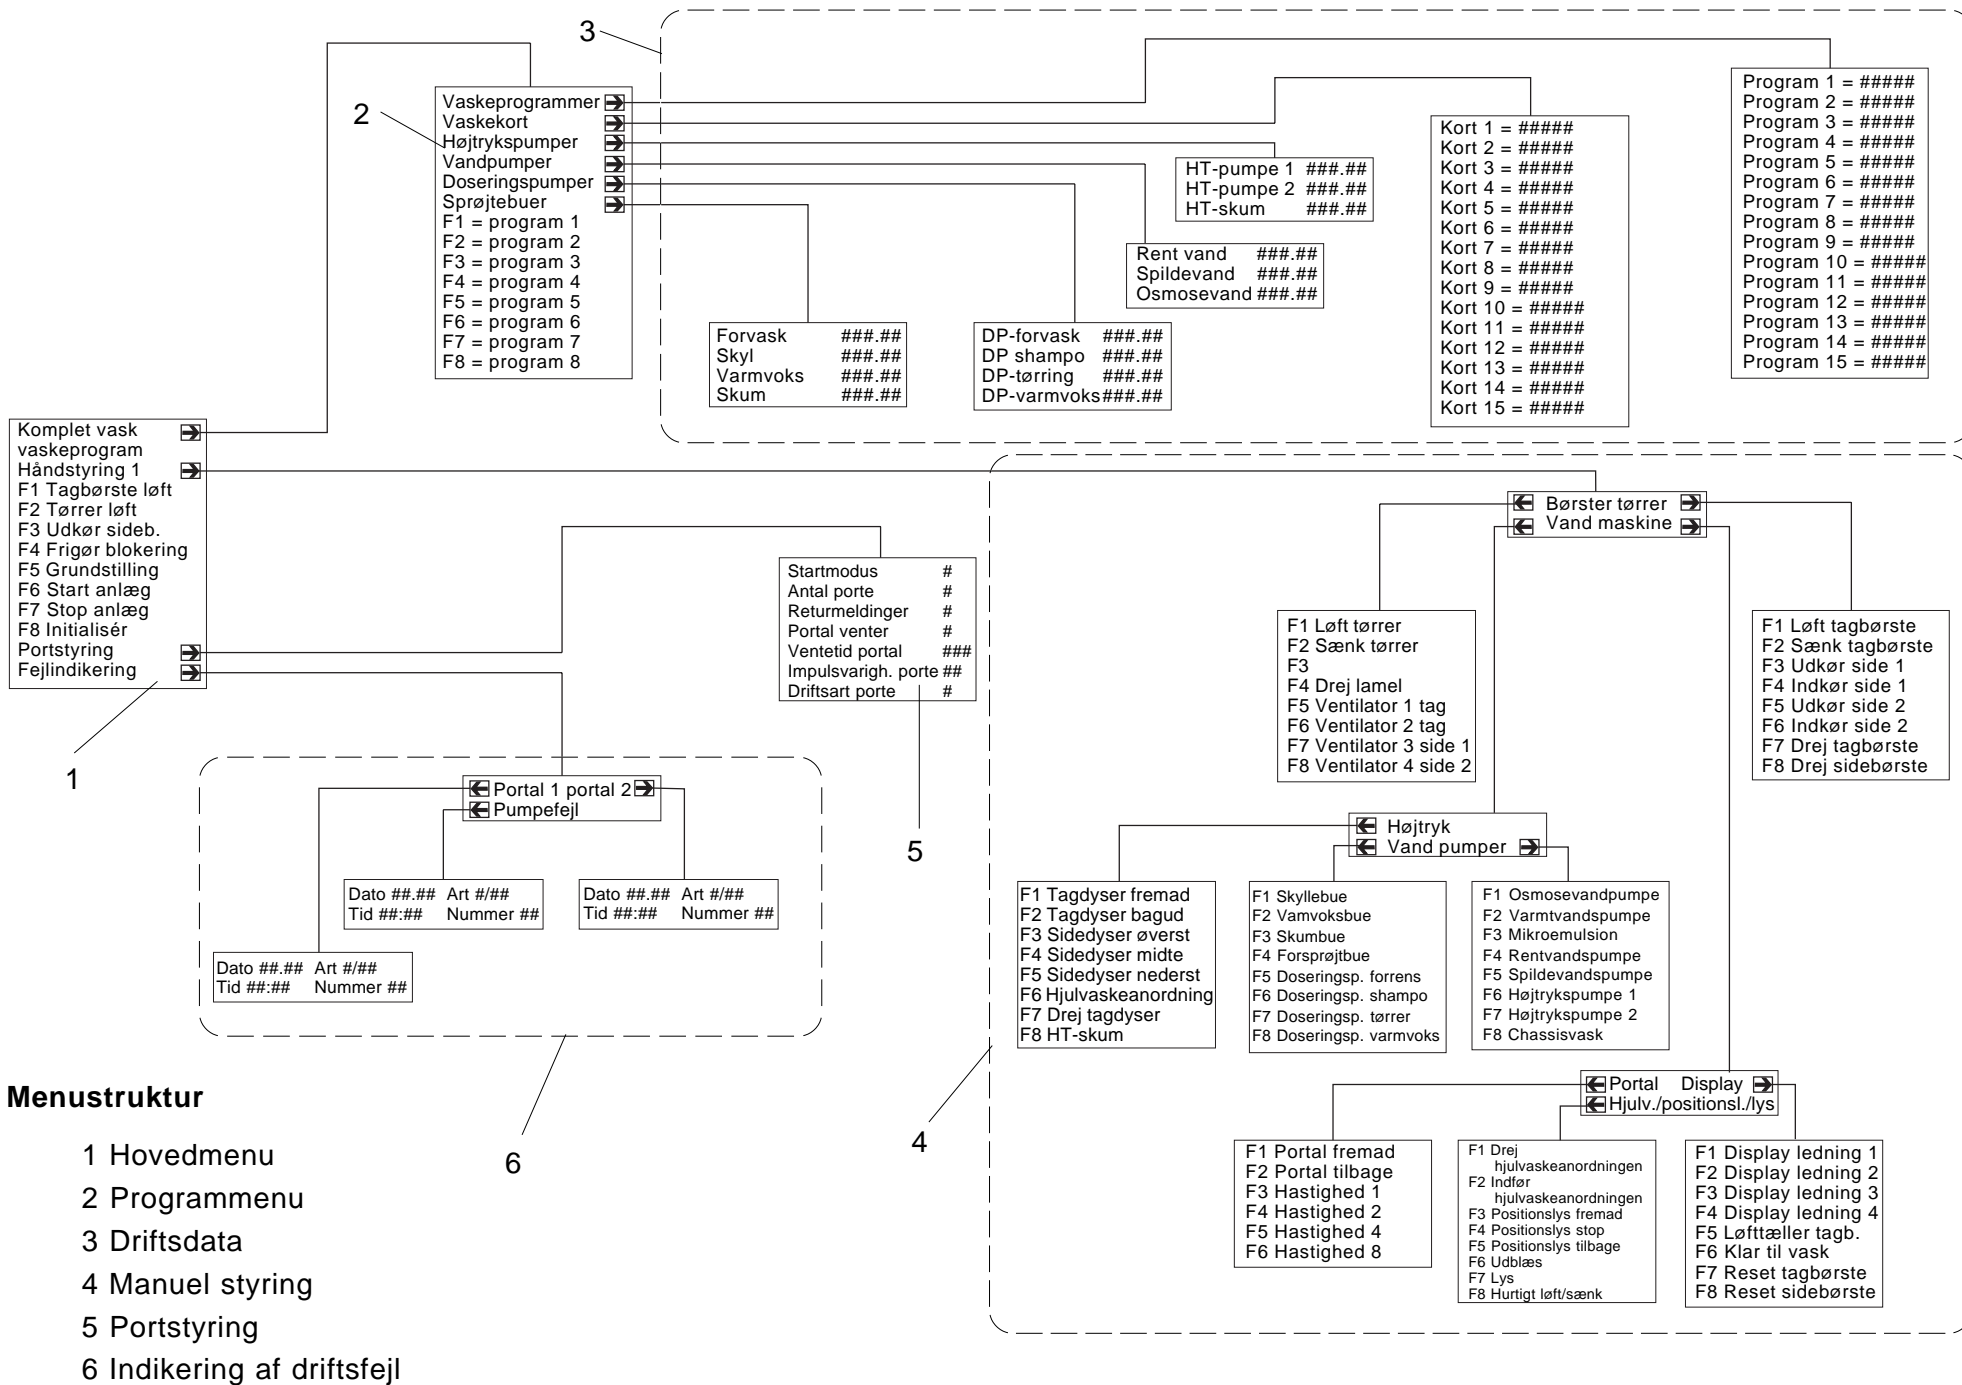 3
2
Vaskeprogrammer
Vaskekort
Højtrykspumper
Vandpumper
Doseringspumper
Sprøjtebuer
F1 = program 1
F2 = program 2
F3 = program 3
F4 = program 4
F5 = program 5
F6 = program 6
F7 = program 7
F8 = program 8
Program 1 = #####
Program 2 = #####
Program 3 = #####
Program 4 = #####
Program 5 = #####
Program 6 = #####
Program 7 = #####
Program 8 = #####
Program 9 = #####
Program 10 = #####
Program 11 = #####
Program 12 = #####
Program 13 = #####
Program 14 = #####
Program 15 = #####
Kort 1 = #####
Kort 2 = #####
Kort 3 = #####
Kort 4 = #####
Kort 5 = #####
Kort 6 = #####
Kort 7 = #####
Kort 8 = #####
Kort 9 = #####
Kort 10 = #####
Kort 11 = #####
Kort 12 = #####
Kort 13 = #####
Kort 14 = #####
Kort 15 = #####
HT-pumpe 1 ###.##
HT-pumpe 2 ###.##
HT-skum ###.##
Rent vand ###.##
Spildevand ###.##
Osmosevand ###.##
Forvask ###.##
Skyl ###.##
Varmvoks ###.##
Skum ###.##
DP-forvask ###.##
DP shampo ###.##
DP-tørring ###.##
DP-varmvoks###.##
Komplet vask
vaskeprogram
Håndstyring 1
F1 Tagbørste løft
F2 Tørrer løft
F3 Udkør sideb.
F4 Frigør blokering
F5 Grundstilling
F6 Start anlæg
F7 Stop anlæg
F8 Initialisér
Portstyring
Fejlindikering
1
Startmodus #
Antal porte #
Returmeldinger #
Portal venter #
Ventetid portal ###
Impulsvarigh. porte ##
Driftsart porte #
5
Børster tørrer
Vand maskine
F1 Løft tørrer
F2 Sænk tørrer
F3
F4 Drej lamel
F5 Ventilator 1 tag
F6 Ventilator 2 tag
F7 Ventilator 3 side 1
F8 Ventilator 4 side 2
F1 Løft tagbørste
F2 Sænk tagbørste
F3 Udkør side 1
F4 Indkør side 1
F5 Udkør side 2
F6 Indkør side 2
F7 Drej tagbørste
F8 Drej sidebørste
Portal 1 portal 2
Pumpefejl
Dato ##.## Art #/##
Tid ##:## Nummer ##
Dato ##.## Art #/##
Tid ##:## Nummer ##
Dato ##.## Art #/##
Tid ##:## Nummer ##
6
Højtryk
Vand pumper
F1 Tagdyser fremad
F2 Tagdyser bagud
F3 Sidedyser øverst
F4 Sidedyser midte
F5 Sidedyser nederst
F6 Hjulvaskeanordning
F7 Drej tagdyser
F8 HT-skum
F1 Skyllebue
F2 Vamvoksbue
F3 Skumbue
F4 Forsprøjtbue
F5 Doseringsp. forrens
F6 Doseringsp. shampo
F7 Doseringsp. tørrer
F8 Doseringsp. varmvoks
F1 Osmosevandpumpe
F2 Varmtvandspumpe
F3 Mikroemulsion
F4 Rentvandspumpe
F5 Spildevandspumpe
F6 Højtrykspumpe 1
F7 Højtrykspumpe 2
F8 Chassisvask
4
Portal Display
Hjulv./positionsl./lys
F1 Portal fremad
F2 Portal tilbage
F3 Hastighed 1
F4 Hastighed 2
F5 Hastighed 4
F6 Hastighed 8
F1 Drej
hjulvaskeanordningen
F2 Indfør
hjulvaskeanordningen
F3 Positionslys fremad
F4 Positionslys stop
F5 Positionslys tilbage
F6 Udblæs
F7 Lys
F8 Hurtigt løft/sænk
F1 Display ledning 1
F2 Display ledning 2
F3 Display ledning 3
F4 Display ledning 4
F5 Løfttæller tagb.
F6 Klar til vask
F7 Reset tagbørste
F8 Reset sidebørste
Menustruktur
1 Hovedmenu
2 Programmenu
3 Driftsdata
4 Manuel styring
5 Portstyring
6 Indikering af driftsfejl